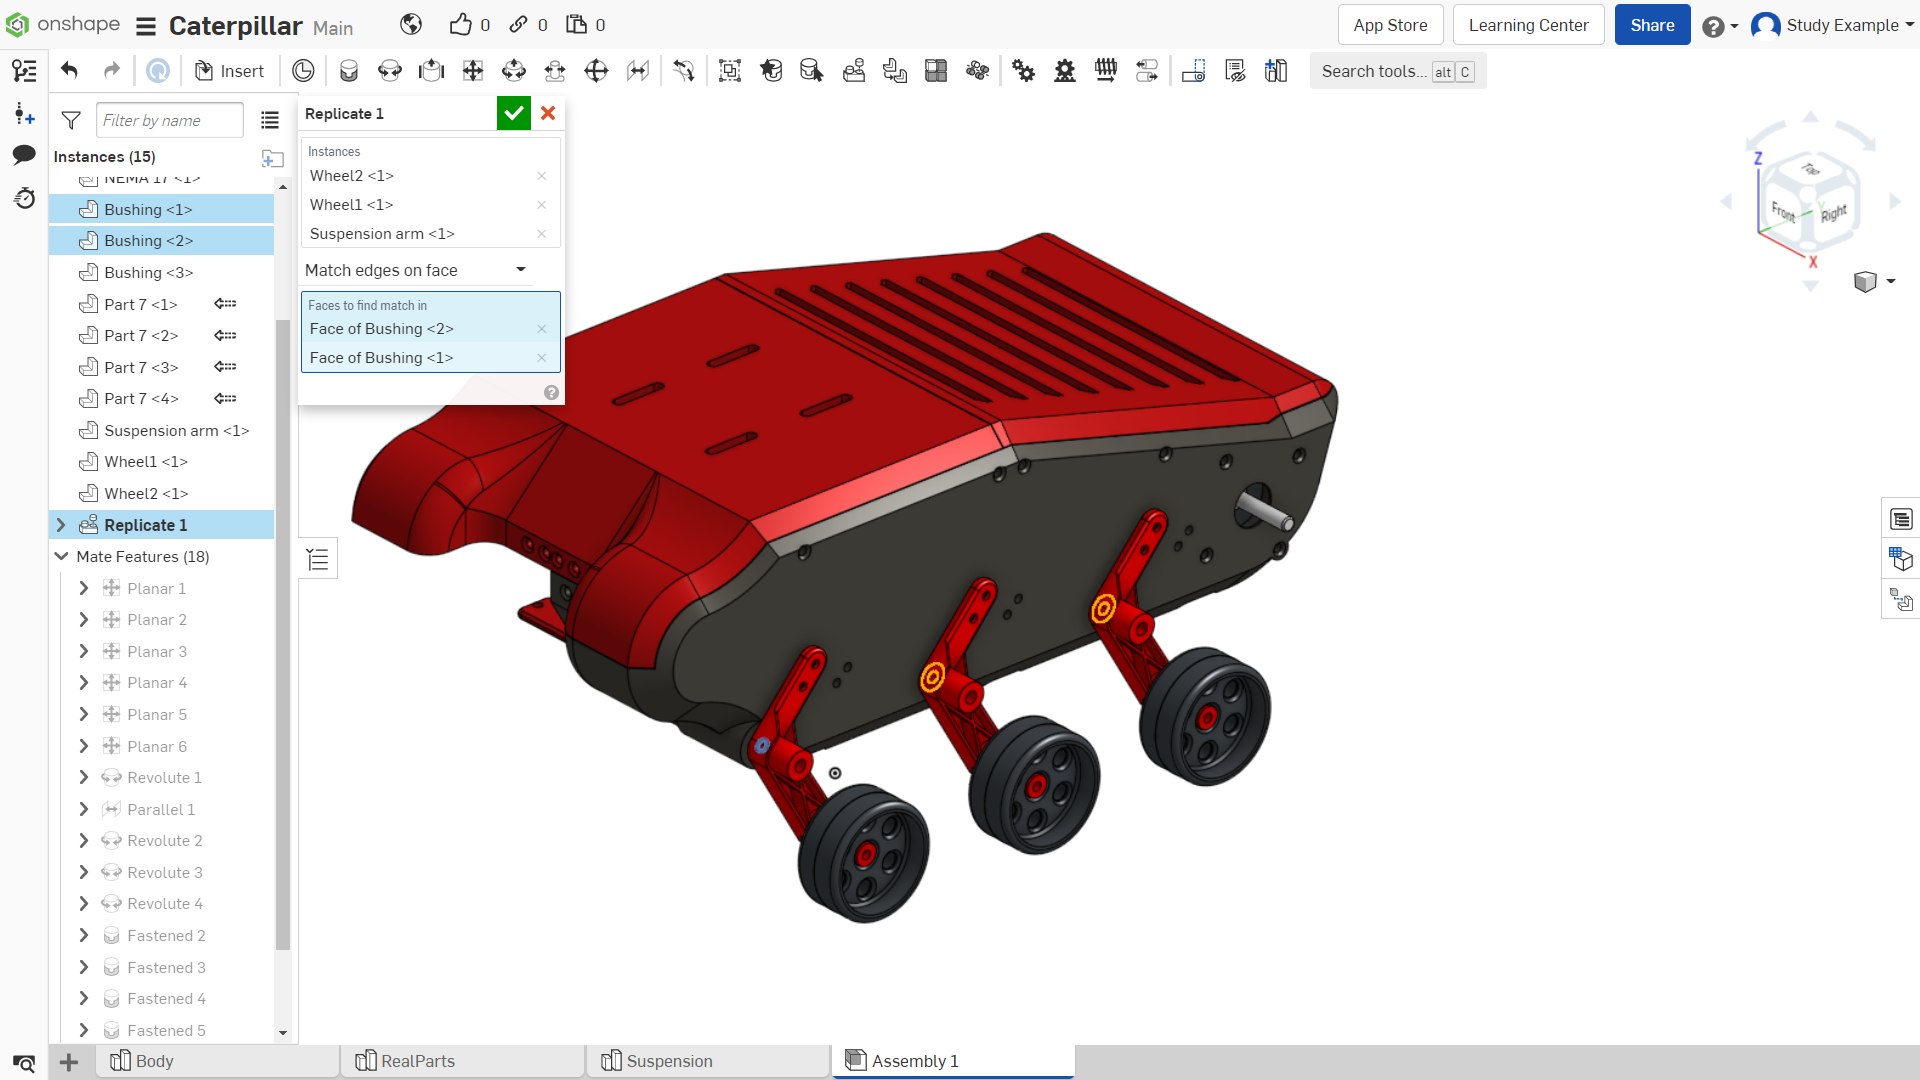 onshape
Caterpillar Main
0
0
0
App Store
Learning Center
Share
Study Example
Insert
Search tools... alt C
Filter by name
Instances (15)
NEMA 17 <1>
Bushing <1>
Bushing <2>
Bushing <3>
Part 7 <1>
Part 7 <2>
Part 7 <3>
Part 7 <4>
Suspension arm <1>
Wheel1 <1>
Wheel2 <1>
Replicate 1
Mate Features (18)
Planar 1
Planar 2
Planar 3
Planar 4
Planar 5
Planar 6
Revolute 1
Parallel 1
Revolute 2
Revolute 3
Revolute 4
Fastened 2
Fastened 3
Fastened 4
Fastened 5
Replicate 1
Instances
Wheel2 <1>
Wheel1 <1>
Suspension arm <1>
Match edges on face
Faces to find match in
Face of Bushing <2>
Face of Bushing <1>
Z
Top
Front
Right
Y
X
Body
RealParts
Suspension
Assembly 1